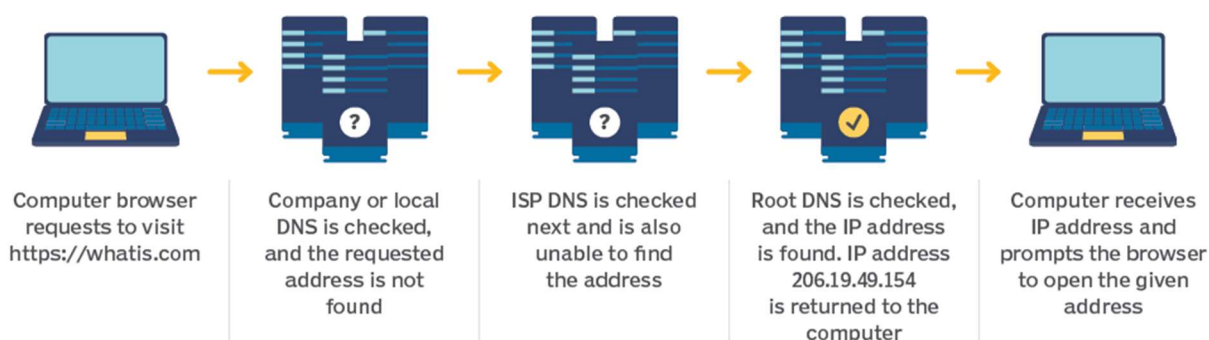 ?
?
Computer browser
requests to visit
https://whatis.com
Company or local
DNS is checked,
and the requested
address is not
found
ISP DNS is checked
next and is also
unable to find
the address
Root DNS is checked,
and the IP address
is found. IP address
206.19.49.154
is returned to the
computer
Computer receives
IP address and
prompts the browser
to open the given
address